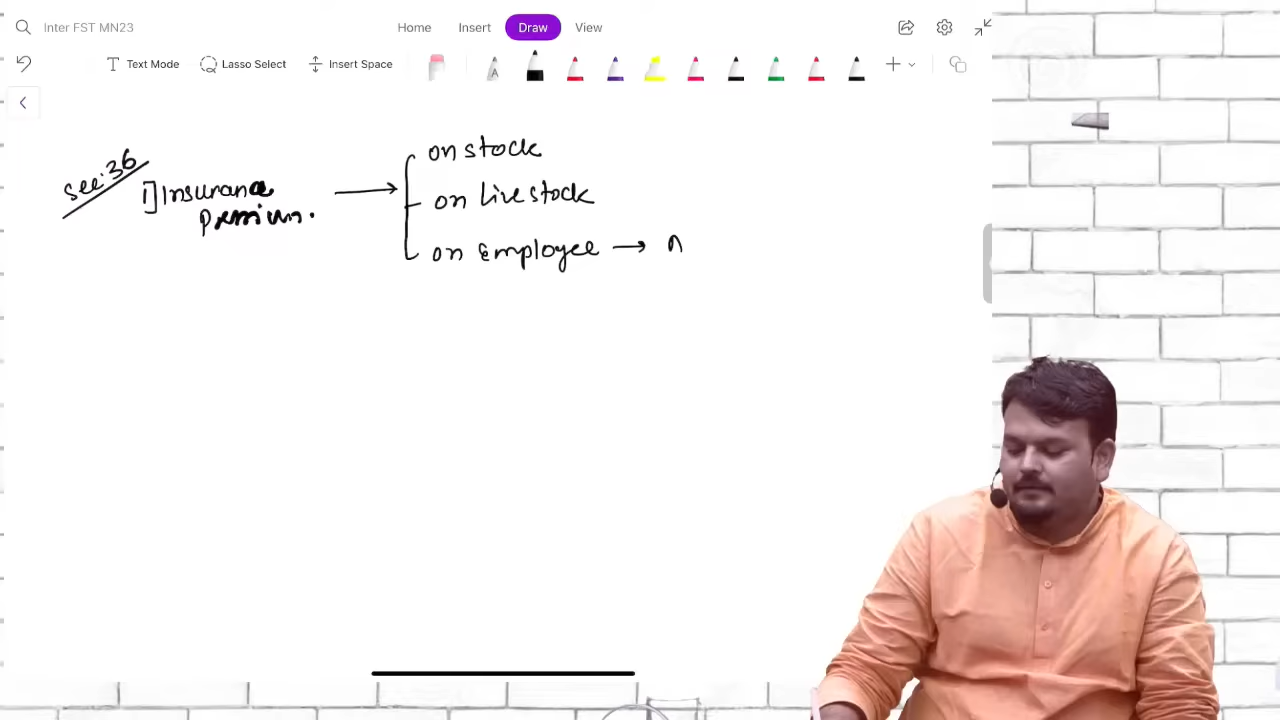 Inter FST MN23
Home Insert Draw View
Text Mode Lasso Select Insert Space
A
Sec: 36
1] Insurance
Premium.
on stock
on live stock
on Employee →